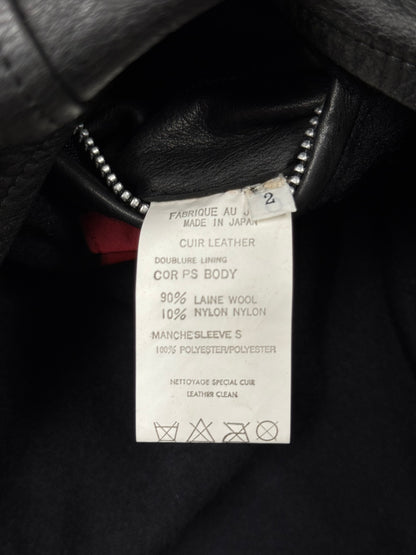 2
FABRIQUE AU J
MADE IN JAPAN
CUIR LEATHER
DOUBLURE LINING
COR PS BODY
90% LAINE WOOL
10% NYLON NYLON
MANCHESLEEVE S
100% POLYESTER/POLYESTER
NETTOYAGE SPECIAL CUIR
LEATHER CLEAN